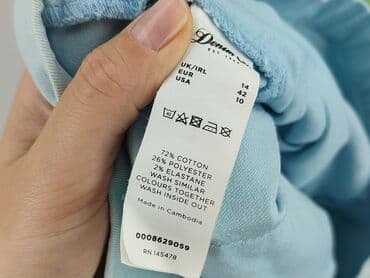 Denim
UK/IRL 14
EUR 42
USA 10
72% COTTON
26% POLYESTER
2% ELASTANE
WASH SIMILAR
COLOURS TOGETHER
WASH INSIDE OUT
Made in Cambodia
0008629059
RN 145478